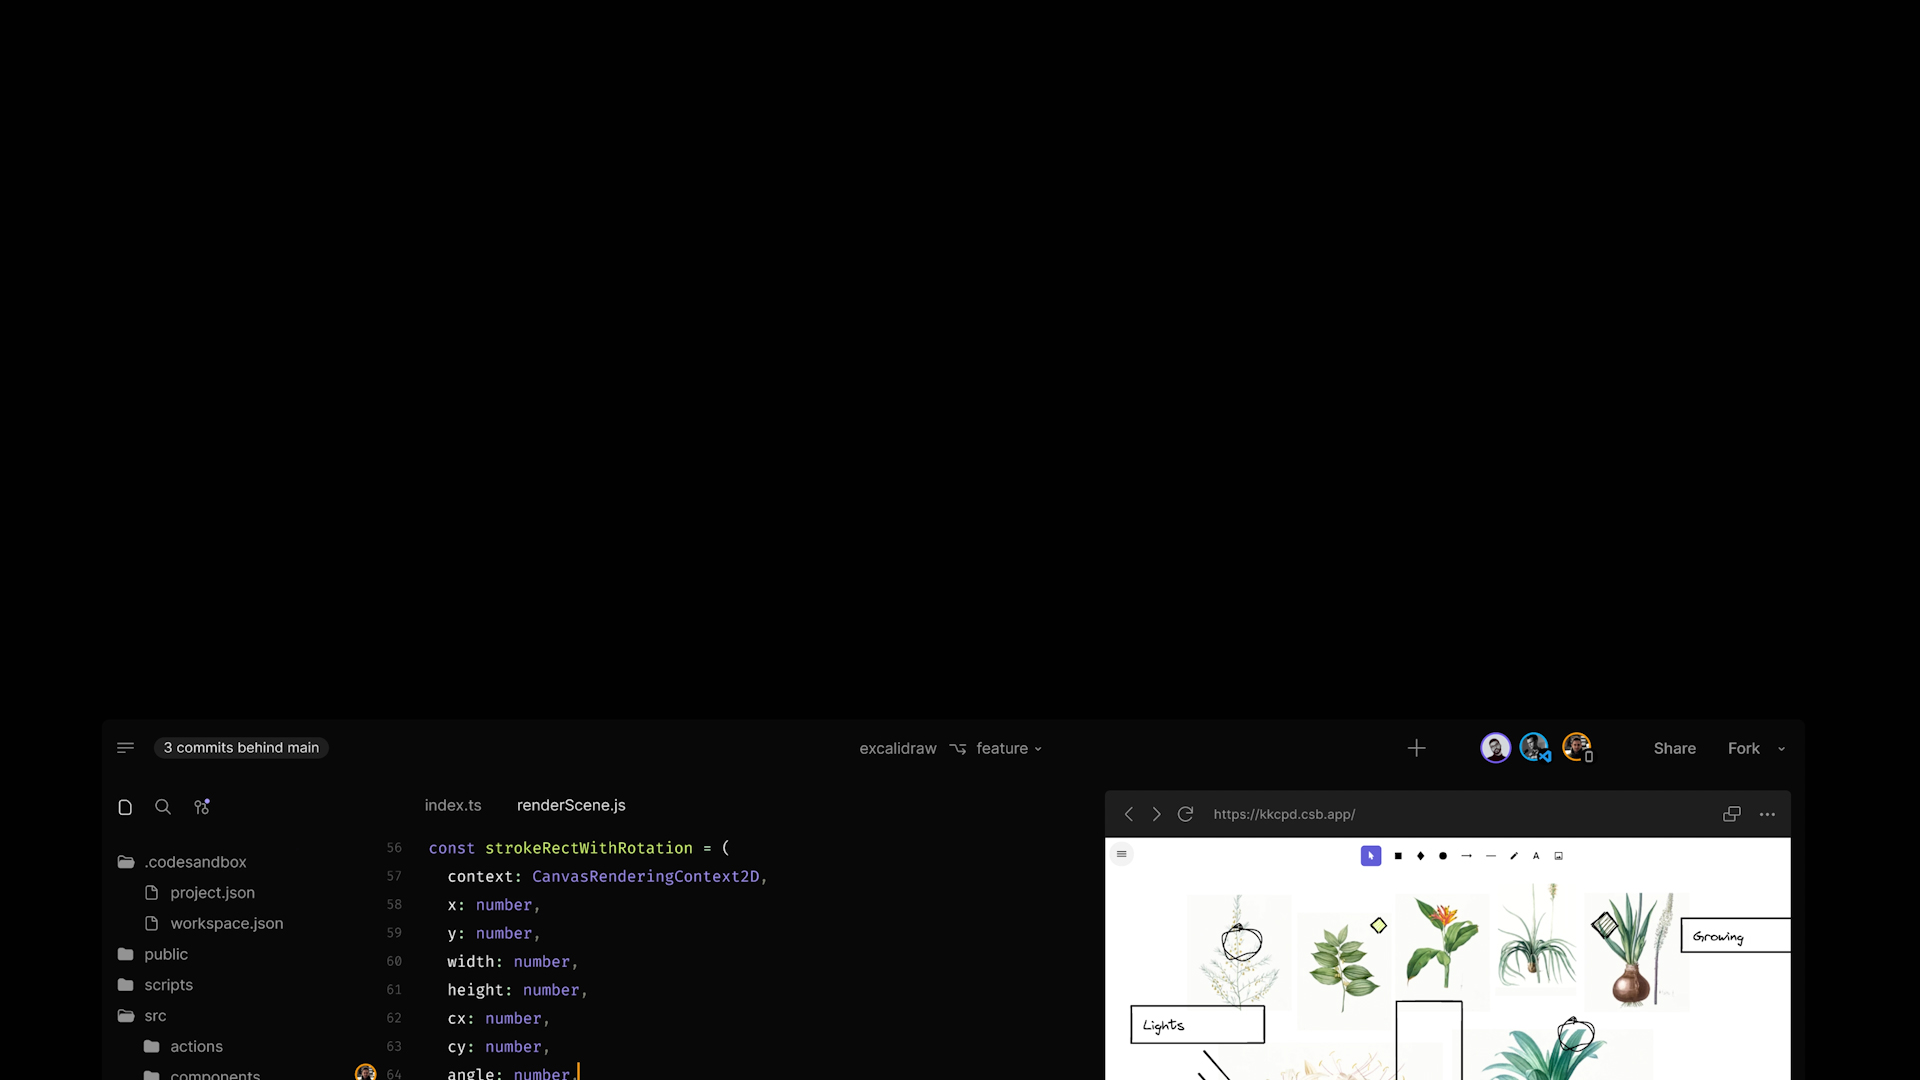 3 commits behind main
excalidraw feature
Share Fork
index.ts renderScene.js
https://kkcpd.csb.app/
.codesandbox
project.json
workspace.json
public
scripts
src
actions
components
56 const strokeRectWithRotation = (
57 context: CanvasRenderingContext2D,
58 x: number,
59 y: number,
60 width: number,
61 height: number,
62 cx: number,
63 cy: number,
64 angle: number,
A
Growing
Lights